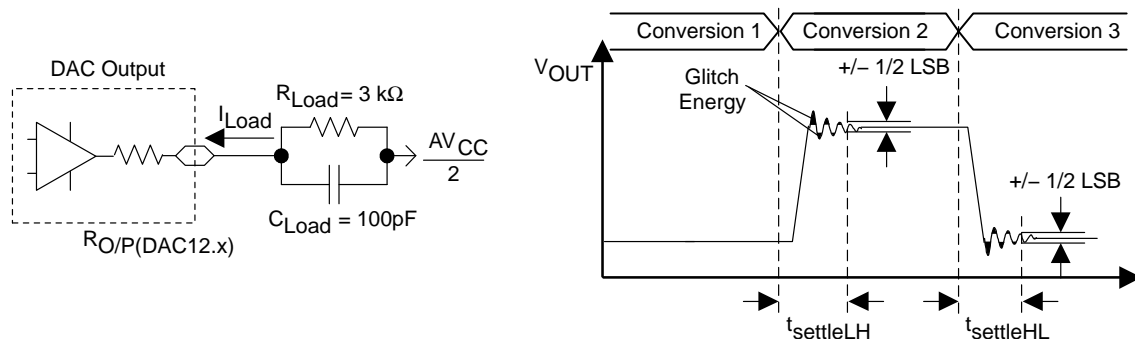 DAC Output
I_Load
R_Load = 3 kΩ
AV_CC
2
C_Load = 100pF
R_O/P(DAC12.x)
Conversion 1
Conversion 2
Conversion 3
V_OUT
Glitch
Energy
+/− 1/2 LSB
+/− 1/2 LSB
t_settleLH
t_settleHL